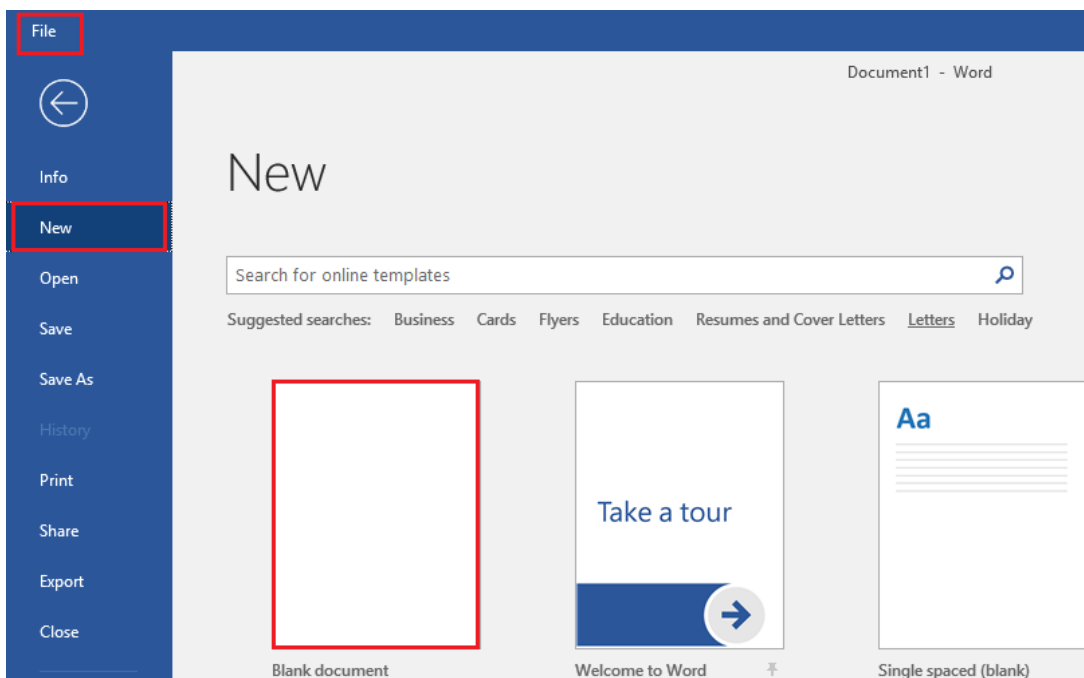 File
Document1 - Word
Info
New
Open
Save
Save As
History
Print
Share
Export
Close
New
Search for online templates
Suggested searches: Business Cards Flyers Education Resumes and Cover Letters Letters Holiday
Take a tour
Aa
Blank document Welcome to Word Single spaced (blank)